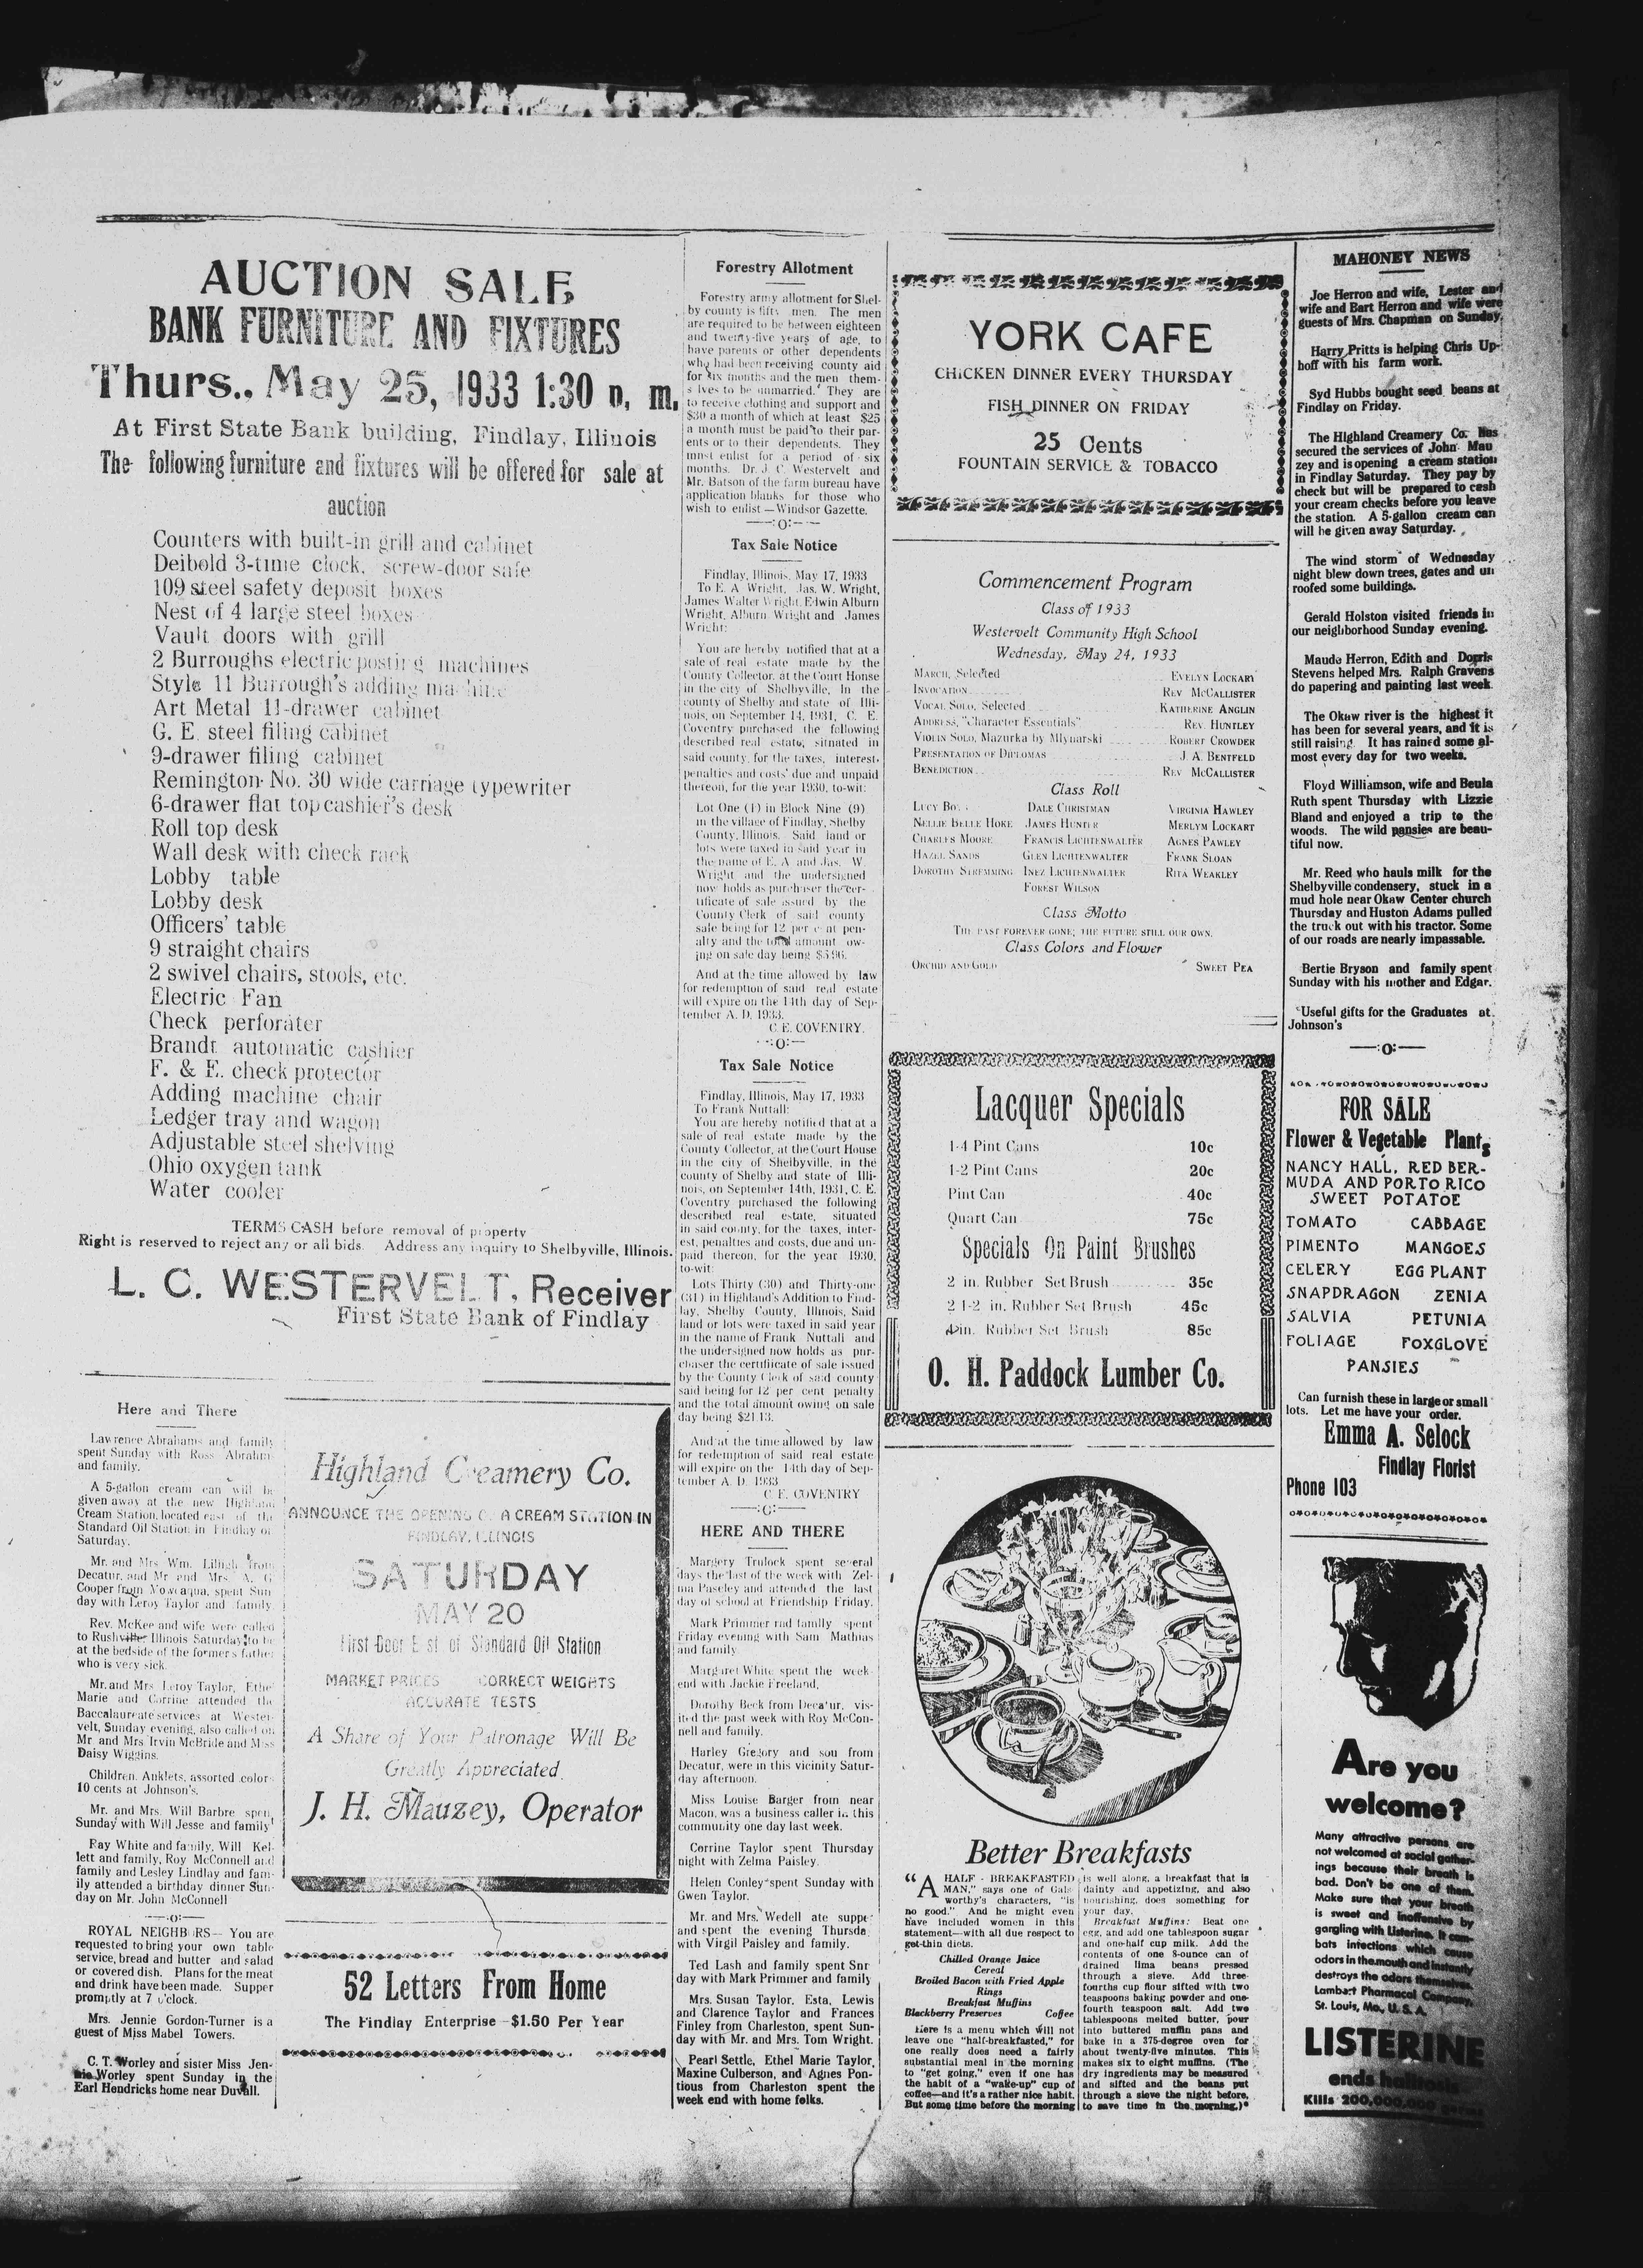 AUCTION SALE
BANK FURNITURE AND FIXTURES
Thurs., May 25, 1933 1:30 p, m.
At First State Bank building, Findlay, Illinois
The following furniture and fixtures will be offered for sale at
auction
Counters with built-in grill and cabinet
Deibold 3-time clock, screw-door safe
109 steel safety deposit boxes
Nest of 4 large steel boxes
Vault doors with grill
2 Burroughs electric posting machines
Style 11 Burrough's adding machine
Art Metal 11-drawer cabinet
G. E. steel filing cabinet
9-drawer filing cabinet
Remington No. 30 wide carriage typewriter
6-drawer flat top cashier's desk
Roll top desk
Wall desk with check rack
Lobby table
Lobby desk
Officers' table
9 straight chairs
2 swivel chairs, stools, etc.
Electric Fan
Check perforater
Brandt automatic cashier
F. & E. check protector
Adding machine chair
Ledger tray and wagon
Adjustable steel shelving
Ohio oxygen tank
Water cooler
TERMS CASH before removal of property
Right is reserved to reject any or all bids. Address any inquiry to Shelbyville, Illinois.
L. C. WESTERVELT, Receiver
First State Bank of Findlay
Here and There
Lawrence Abrahams and family
spent Sunday with Ross Abraham
and family.
A 5-gallon cream can will be
given away at the new Highland
Cream Station, located east of the
Standard Oil Station in Findlay on
Saturday.
Mr. and Mrs Wm. Liligh from
Decatur, and Mr and Mrs. A. G
Cooper from Moweaqua, spent Sun
day with Leroy Taylor and family.
Rev. McKee and wife were called
to Rushville Illinois Saturday to be
at the bedside of the former's father
who is very sick.
Mr. and Mrs Leroy Taylor, Ethe
Marie and Corrine attended the
Baccalaureate services at Wester-
velt, Sunday evening, also called on
Mr and Mrs Irvin McBride and Miss
Daisy Wiggins.
Children, Anklets, assorted colors
10 cents at Johnson's.
Mr. and Mrs. Will Barbre spen
Sunday with Will Jesse and family
Ray White and family, Will Kel-
lett and family, Roy McConnell and
family and Lesley Lindlay and fam-
ily attended a birthday dinner Sun-
day on Mr. John McConnell
—:o:—
ROYAL NEIGHBORS— You are
requested to bring your own table
service, bread and butter and salad
or covered dish. Plans for the meat
and drink have been made. Supper
promptly at 7 o'clock.
Mrs. Jennie Gordon-Turner is a
guest of Miss Mabel Towers.
C. T. Worley and sister Miss Jen-
nie Worley spent Sunday in the
Earl Hendricks home near Duvall.
Highland Creamery Co.
ANNOUNCE THE OPENING OF A CREAM STATION IN
FINDLAY, ILLINOIS
SATURDAY
MAY 20
First Door East of Standard Oil Station
MARKET PRICES CORRECT WEIGHTS
ACCURATE TESTS
A Share of Your Patronage Will Be
Greatly Appreciated
J. H. Mauzey, Operator
52 Letters From Home
The Findlay Enterprise—$1.50 Per Year
Forestry Allotment
Forestry army allotment for Shel-
by county is fifty men. The men
are required to be between eighteen
and twenty-five years of age, to
have parents or other dependents
who had been receiving county aid
for six months and the men them-
s lves to be unmarried. They are
to receive clothing and support and
$30 a month of which at least $25
a month must be paid to their par-
ents or to their dependents. They
must enlist for a period of six
months. Dr. J. C. Westervelt and
Mr. Batson of the farm bureau have
application blanks for those who
wish to enlist—Windsor Gazette.
—:o:—
Tax Sale Notice
Findlay, Illinois, May 17, 1933
To E. A Wright, Jas. W. Wright,
James Walter Wright, Edwin Alburn
Wright, Alburn Wright and James
Wright:
You are hereby notified that at a
sale of real estate made by the
County Collector, at the Court House
in the city of Shelbyville, In the
county of Shelby and state of Illi-
nois, on September 14, 1931, C. E.
Coventry purchased the following
described real estate, situated in
said county, for the taxes, interest,
penalties and costs due and unpaid
thereon, for the year 1930, to-wit:
Lot One (1) in Block Nine (9)
in the village of Findlay, Shelby
County, Illinois. Said land or
lots were taxed in said year in
the name of E. A and Jas. W.
Wright and the undersigned
now holds as purchaser the cer-
tificate of sale issued by the
County Clerk of said county
sale being for 12 per c nt pen-
alty and the total amount ow-
ing on sale day being $5.96.
And at the time allowed by law
for redemption of said real estate
will expire on the 14th day of Sep-
tember A. D. 1933.
C. E. COVENTRY.
—:o:—
Tax Sale Notice
Findlay, Illinois, May 17, 1933
To Frank Nuttall:
You are hereby notified that at a
sale of real estate made by the
County Collector, at the Court House
in the city of Shelbyville, in the
county of Shelby and state of Illi-
nois, on September 14th, 1931, C. E.
Coventry purchased the following
described real estate, situated
in said county, for the taxes, inter-
est, penalties and costs, due and un-
paid thereon, for the year 1930,
to-wit:
Lots Thirty (30) and Thirty-one
(31) in Highland's Addition to Find-
lay, Shelby County, Illinois, Said
land or lots were taxed in said year
in the name of Frank Nuttall and
the undersigned now holds as pur-
chaser the certificate of sale issued
by the County Clerk of said county
said being for 12 per cent penalty
and the total amount owing on sale
day being $21.13.
And at the time allowed by law
for redemption of said real estate
will expire on the 14th day of Sep-
tember A. D. 1933
C. E. COVENTRY
HERE AND THERE
Margery Trulock spent several
days the last of the week with Zel-
ma Paseley and attended the last
day of school at Friendship Friday.
Mark Primmer rnd family spent
Friday evening with Sam Mathias
and family
Margaret White spent the week-
end with Jackie Freeland.
Dorothy Beck from Decatur, vis-
ited the past week with Roy McCon-
nell and family.
Harley Gregory and sou from
Decatur, were in this vicinity Satur-
day afternoon.
Miss Louise Barger from near
Macon, was a business caller in this
community one day last week.
Corrine Taylor spent Thursday
night with Zelma Paisley.
Helen Conley spent Sunday with
Gwen Taylor.
Mr. and Mrs. Wedell ate suppe
and spent the evening Thursda
with Virgil Paisley and family.
Ted Lash and family spent Snr
day with Mark Primmer and family
Mrs. Susan Taylor, Esta, Lewis
and Clarence Taylor and Frances
Finley from Charleston, spent Sun-
day with Mr. and Mrs. Tom Wright.
Pearl Settle, Ethel Marie Taylor,
Maxine Culberson, and Agnes Pon-
tious from Charleston spent the
week end with home folks.
YORK CAFE
CHICKEN DINNER EVERY THURSDAY
FISH DINNER ON FRIDAY
25 Cents
FOUNTAIN SERVICE & TOBACCO
Commencement Program
Class of 1933
Westervelt Community High School
Wednesday, May 24, 1933
MARCH, Selected EVELYN LOCKARY
INVOCATION REV McCALLISTER
VOCAL SOLO, Selected KATHERINE ANGLIN
ADDRESS, "Character Essentials" REV. HUNTLEY
VIOLIN SOLO, Mazurka by Mlynarski ROBERT CROWDER
PRESENTATION OF DIPLOMAS J. A. BENTFELD
BENEDICTION REV McCALLISTER
Class Roll
LUCY DALE CHRISTMAN VIRGINIA HAWLEY
NELLIE BELLE HOKE JAMES HUNTER MERLYM LOCKART
CHARLES MOORE FRANCIS LICHTENWALTER AGNES PAWLEY
HAZEL SANDS GLEN LICHTENWALTER FRANK SLOAN
DOROTHY STREMMING INEZ LICHTENWALTER RITA WEAKLEY
FOREST WILSON
Class Motto
THE PAST FOREVER GONE; THE FUTURE STILL OUR OWN.
Class Colors and Flower
ORCHID AND GOLD SWEET PEA
Lacquer Specials
1-4 Pint Cans 10c
1-2 Pint Cans 20c
Pint Can 40c
Quart Can 75c
Specials On Paint Brushes
2 in. Rubber Set Brush 35c
2 1-2 in. Rubber Set Brush 45c
4 in. Rubber Set Brush 85c
O. H. Paddock Lumber Co.
Better Breakfasts
"A HALF-BREAKFASTED
MAN," says one of Gals-
worthy's characters, "is
no good." And he might even
have included women in this
statement—with all due respect to
get-thin diets.
Chilled Orange Juice
Cereal
Broiled Bacon with Fried Apple
Rings
Breakfast Muffins
Blackberry Preserves Coffee
Here is a menu which will not
leave one "half-breakfasted," for
one really does need a fairly
substantial meal in the morning
to "get going," even if one has
the habit of a "wake-up" cup of
coffee—and it's a rather nice habit.
But some time before the morning
is well along, a breakfast that is
dainty and appetizing, and also
nourishing, does something for
your day.
Breakfast Muffins: Beat one
egg, and add one tablespoon sugar
and one-half cup milk. Add the
contents of one 8-ounce can of
drained lima beans pressed
through a sieve. Add three-
fourths cup flour sifted with two
teaspoons baking powder and one-
fourth teaspoon salt. Add two
tablespoons melted butter, pour
into buttered muffin pans and
bake in a 375-degree oven for
about twenty-five minutes. This
makes six to eight muffins. (The
dry ingredients may be measured
and sifted and the beans put
through a sieve the night before,
to save time in the morning.)*
MAHONEY NEWS
Joe Herron and wife, Lester and
wife and Bart Herron and wife were
guests of Mrs. Chapman on Sunday.
Harry Pritts is helping Chris Up-
hoff with his farm work.
Syd Hubbs bought seed beans at
Findlay on Friday.
The Highland Creamery Co. has
secured the services of John Mau
zey and is opening a cream station
in Findlay Saturday. They pay by
check but will be prepared to cash
your cream checks before you leave
the station. A 5-gallon cream can
will be given away Saturday.
The wind storm of Wednesday
night blew down trees, gates and un
roofed some buildings.
Gerald Holston visited friends in
our neighborhood Sunday evening.
Maude Herron, Edith and Dorris
Stevens helped Mrs. Ralph Gravens
do papering and painting last week.
The Okaw river is the highest it
has been for several years, and it is
still raising. It has rained some al-
most every day for two weeks.
Floyd Williamson, wife and Beula
Ruth spent Thursday with Lizzie
Bland and enjoyed a trip to the
woods. The wild pansies are beau-
tiful now.
Mr. Reed who hauls milk for the
Shelbyville condensery, stuck in a
mud hole near Okaw Center church
Thursday and Huston Adams pulled
the truck out with his tractor. Some
of our roads are nearly impassable.
Bertie Bryson and family spent
Sunday with his mother and Edgar.
Useful gifts for the Graduates at
Johnson's
—:o:—
FOR SALE
Flower & Vegetable Plants
NANCY HALL, RED BER-
MUDA AND PORTO RICO
SWEET POTATOE
TOMATO CABBAGE
PIMENTO MANGOES
CELERY EGG PLANT
SNAPDRAGON ZENIA
SALVIA PETUNIA
FOLIAGE FOXGLOVE
PANSIES
Can furnish these in large or small
lots. Let me have your order.
Emma A. Selock
Findlay Florist
Phone 103
Are you
welcome?
Many attractive persons are
not welcomed at social gather-
ings because their breath is
bad. Don't be one of them.
Make sure that your breath
is sweet and inoffensive by
gargling with Listerine. It com-
bats infections which cause
odors in the mouth and instantly
destroys the odors themselves.
Lambert Pharmacal Company,
St. Louis, Mo., U. S. A.
LISTERINE
ends halitosis
Kills 200,000,000 germs